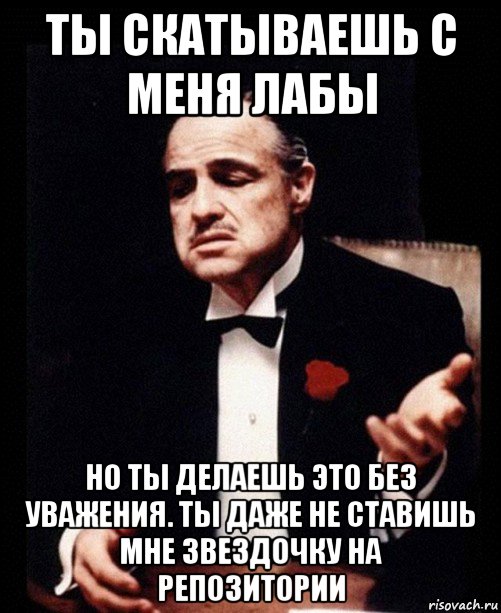 ТЫ СКАТЫВАЕШЬ С
МЕНЯ ЛАБЫ
НО ТЫ ДЕЛАЕШЬ ЭТО БЕЗ
УВАЖЕНИЯ. ТЫ ДАЖЕ НЕ СТАВИШЬ
МНЕ ЗВЕЗДОЧКУ НА
РЕПОЗИТОРИИ
risovach.ru